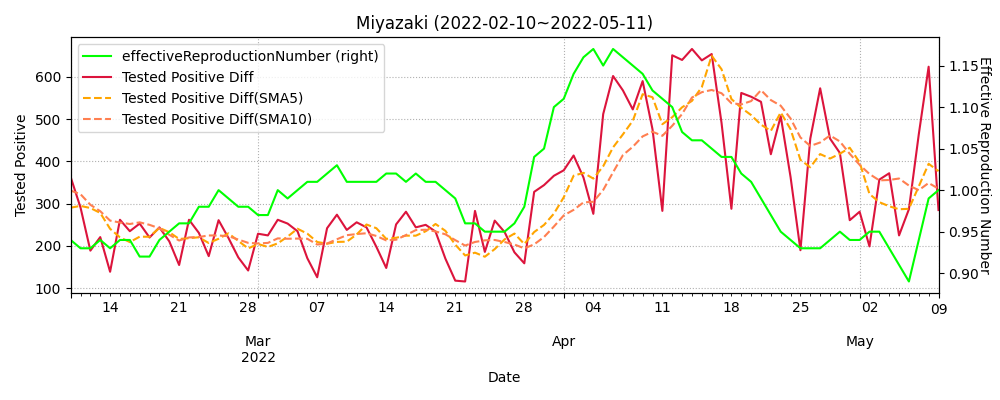 Miyazaki (2022-02-10~2022-05-11)
effectiveReproductionNumber (right)
Tested Positive Diff
Tested Positive Diff(SMA5)
Tested Positive Diff(SMA10)
Tested Positive
600
500
400
300
200
100
Effective Reproduction Number
1.15
1.10
1.05
1.00
0.95
0.90
14 21 28 07 14 21 28 04 11 18 25 02 09
Mar Apr May
2022
Date